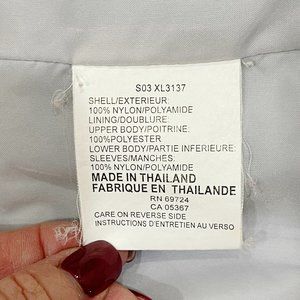 S03 XL3137
SHELL/EXTERIEUR:
100% NYLON/POLYAMIDE
LINING/DOUBLURE:
UPPER BODY/POITRINE:
100%POLYESTER
LOWER BODY/PARTIE INFERIEURE:
SLEEVES/MANCHES:
100% NYLON/POLYAMIDE
MADE IN THAILAND
FABRIQUE EN THAILANDE
RN 69724
CA 05367
CARE ON REVERSE SIDE
INSTRUCTIONS D'ENTRETIEN AU VERSO